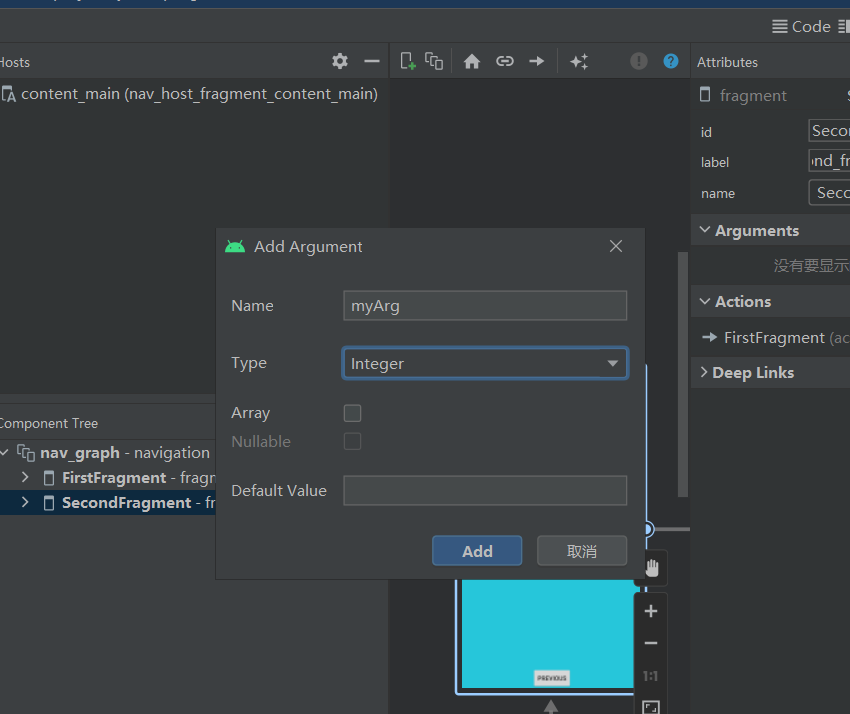 Code
Hosts
content_main (nav_host_fragment_content_main)
Attributes
fragment
id
Seco
label
ond_fr
name
Seco
Arguments
没有要显示
Actions
FirstFragment (ac
Deep Links
Add Argument
Name
myArg
Type
Integer
Array
Nullable
Default Value
Add
取消
Component Tree
nav_graph - navigation
FirstFragment - fragm
SecondFragment - fr
PREVIOUS
1:1